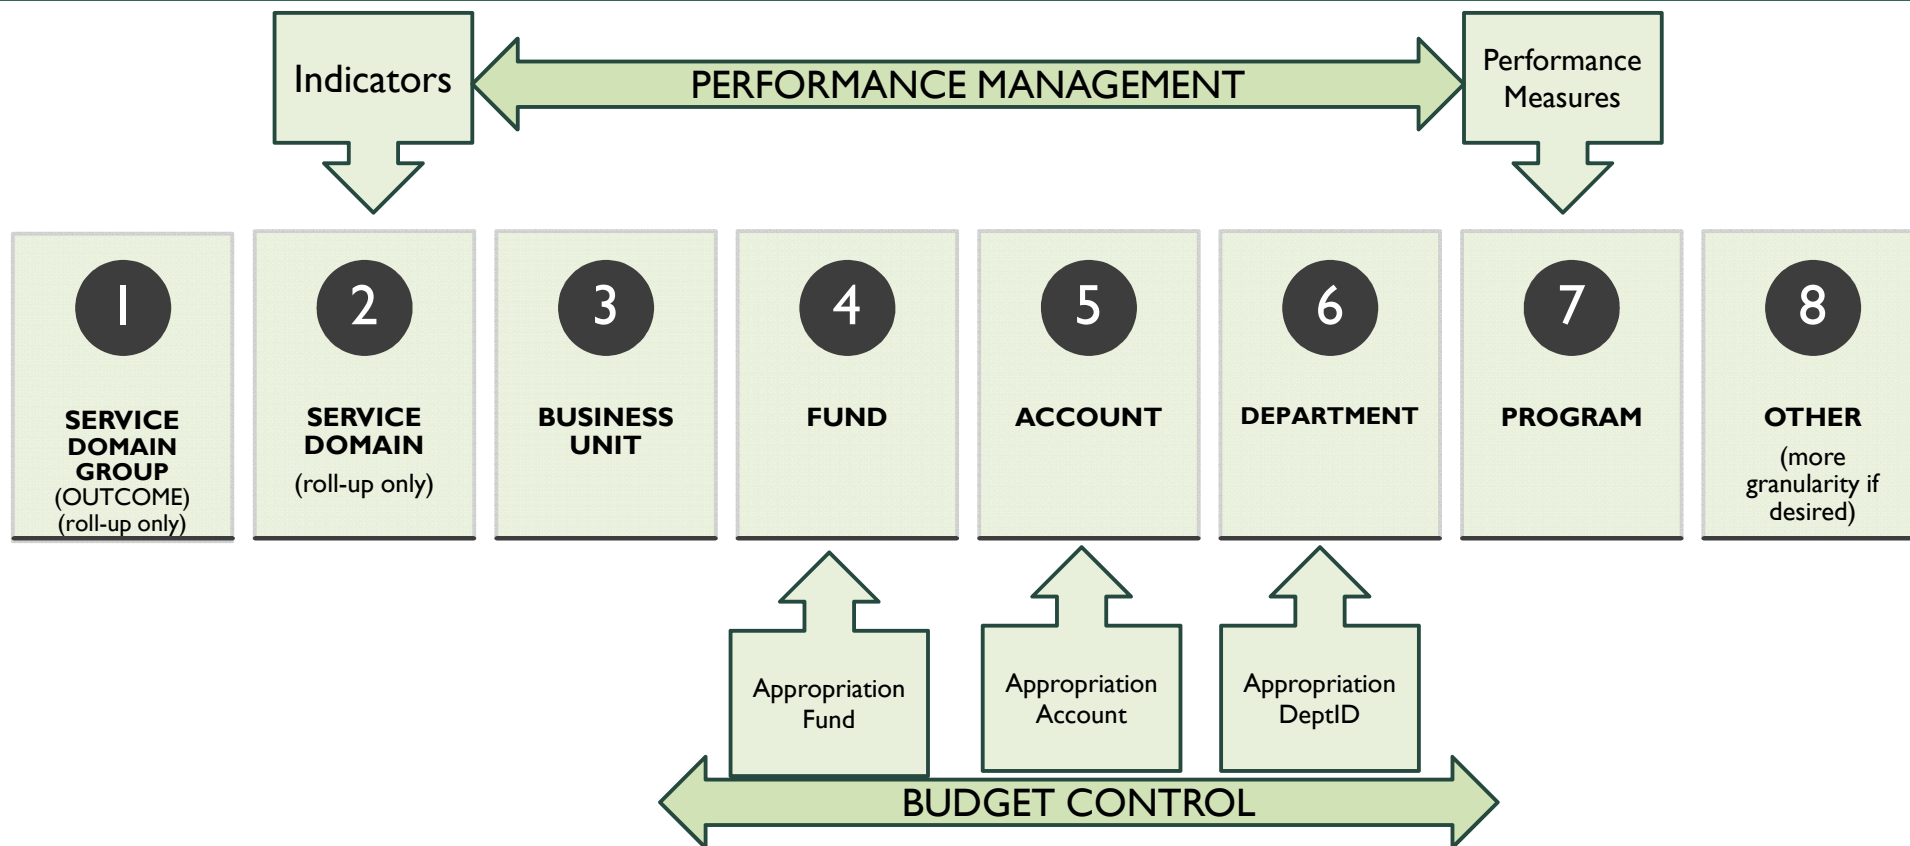 Indicators
PERFORMANCE MANAGEMENT
Performance
Measures
1
SERVICE
DOMAIN
GROUP
(OUTCOME)
(roll-up only)
2
SERVICE
DOMAIN
(roll-up only)
3
BUSINESS
UNIT
4
FUND
5
ACCOUNT
6
DEPARTMENT
7
PROGRAM
8
OTHER
(more
granularity if
desired)
Appropriation
Fund
Appropriation
Account
Appropriation
DeptID
BUDGET CONTROL